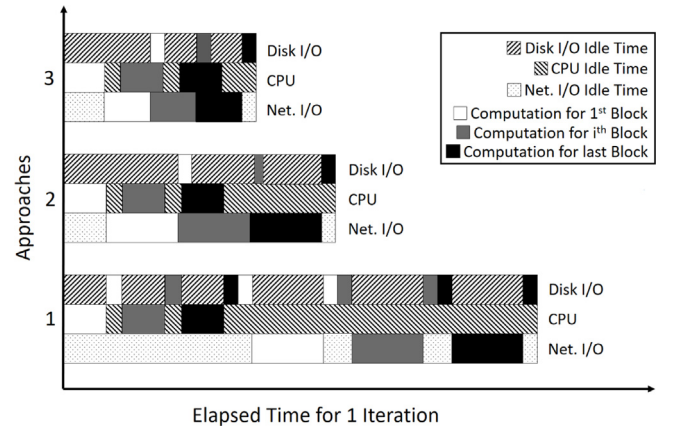 Disk I/O
3 CPU
Net. I/O
Disk I/O Idle Time
CPU Idle Time
Net. I/O Idle Time
Computation for 1st Block
Computation for ith Block
Computation for last Block
Approaches
Disk I/O
2 CPU
Net. I/O
Disk I/O
1 CPU
Net. I/O
Elapsed Time for 1 Iteration